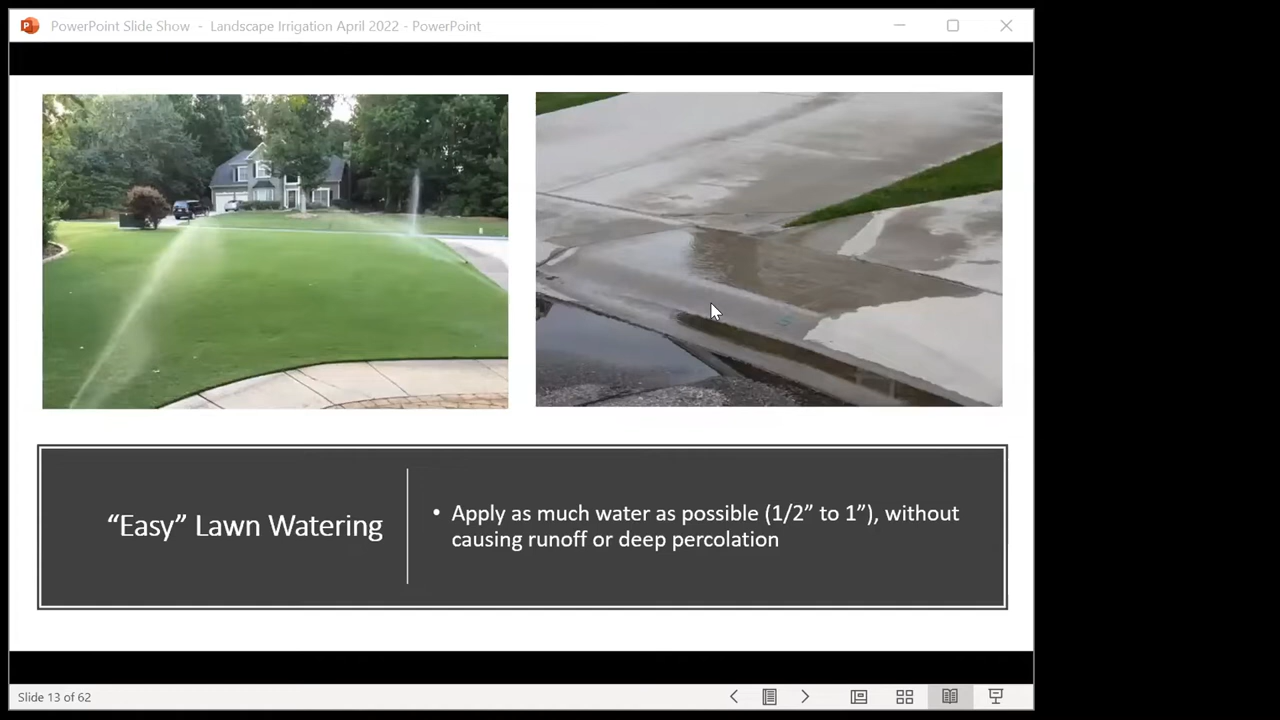 PowerPoint Slide Show - Landscape Irrigation April 2022 - PowerPoint
“Easy” Lawn Watering
• Apply as much water as possible (1/2” to 1”), without
causing runoff or deep percolation
Slide 13 of 62